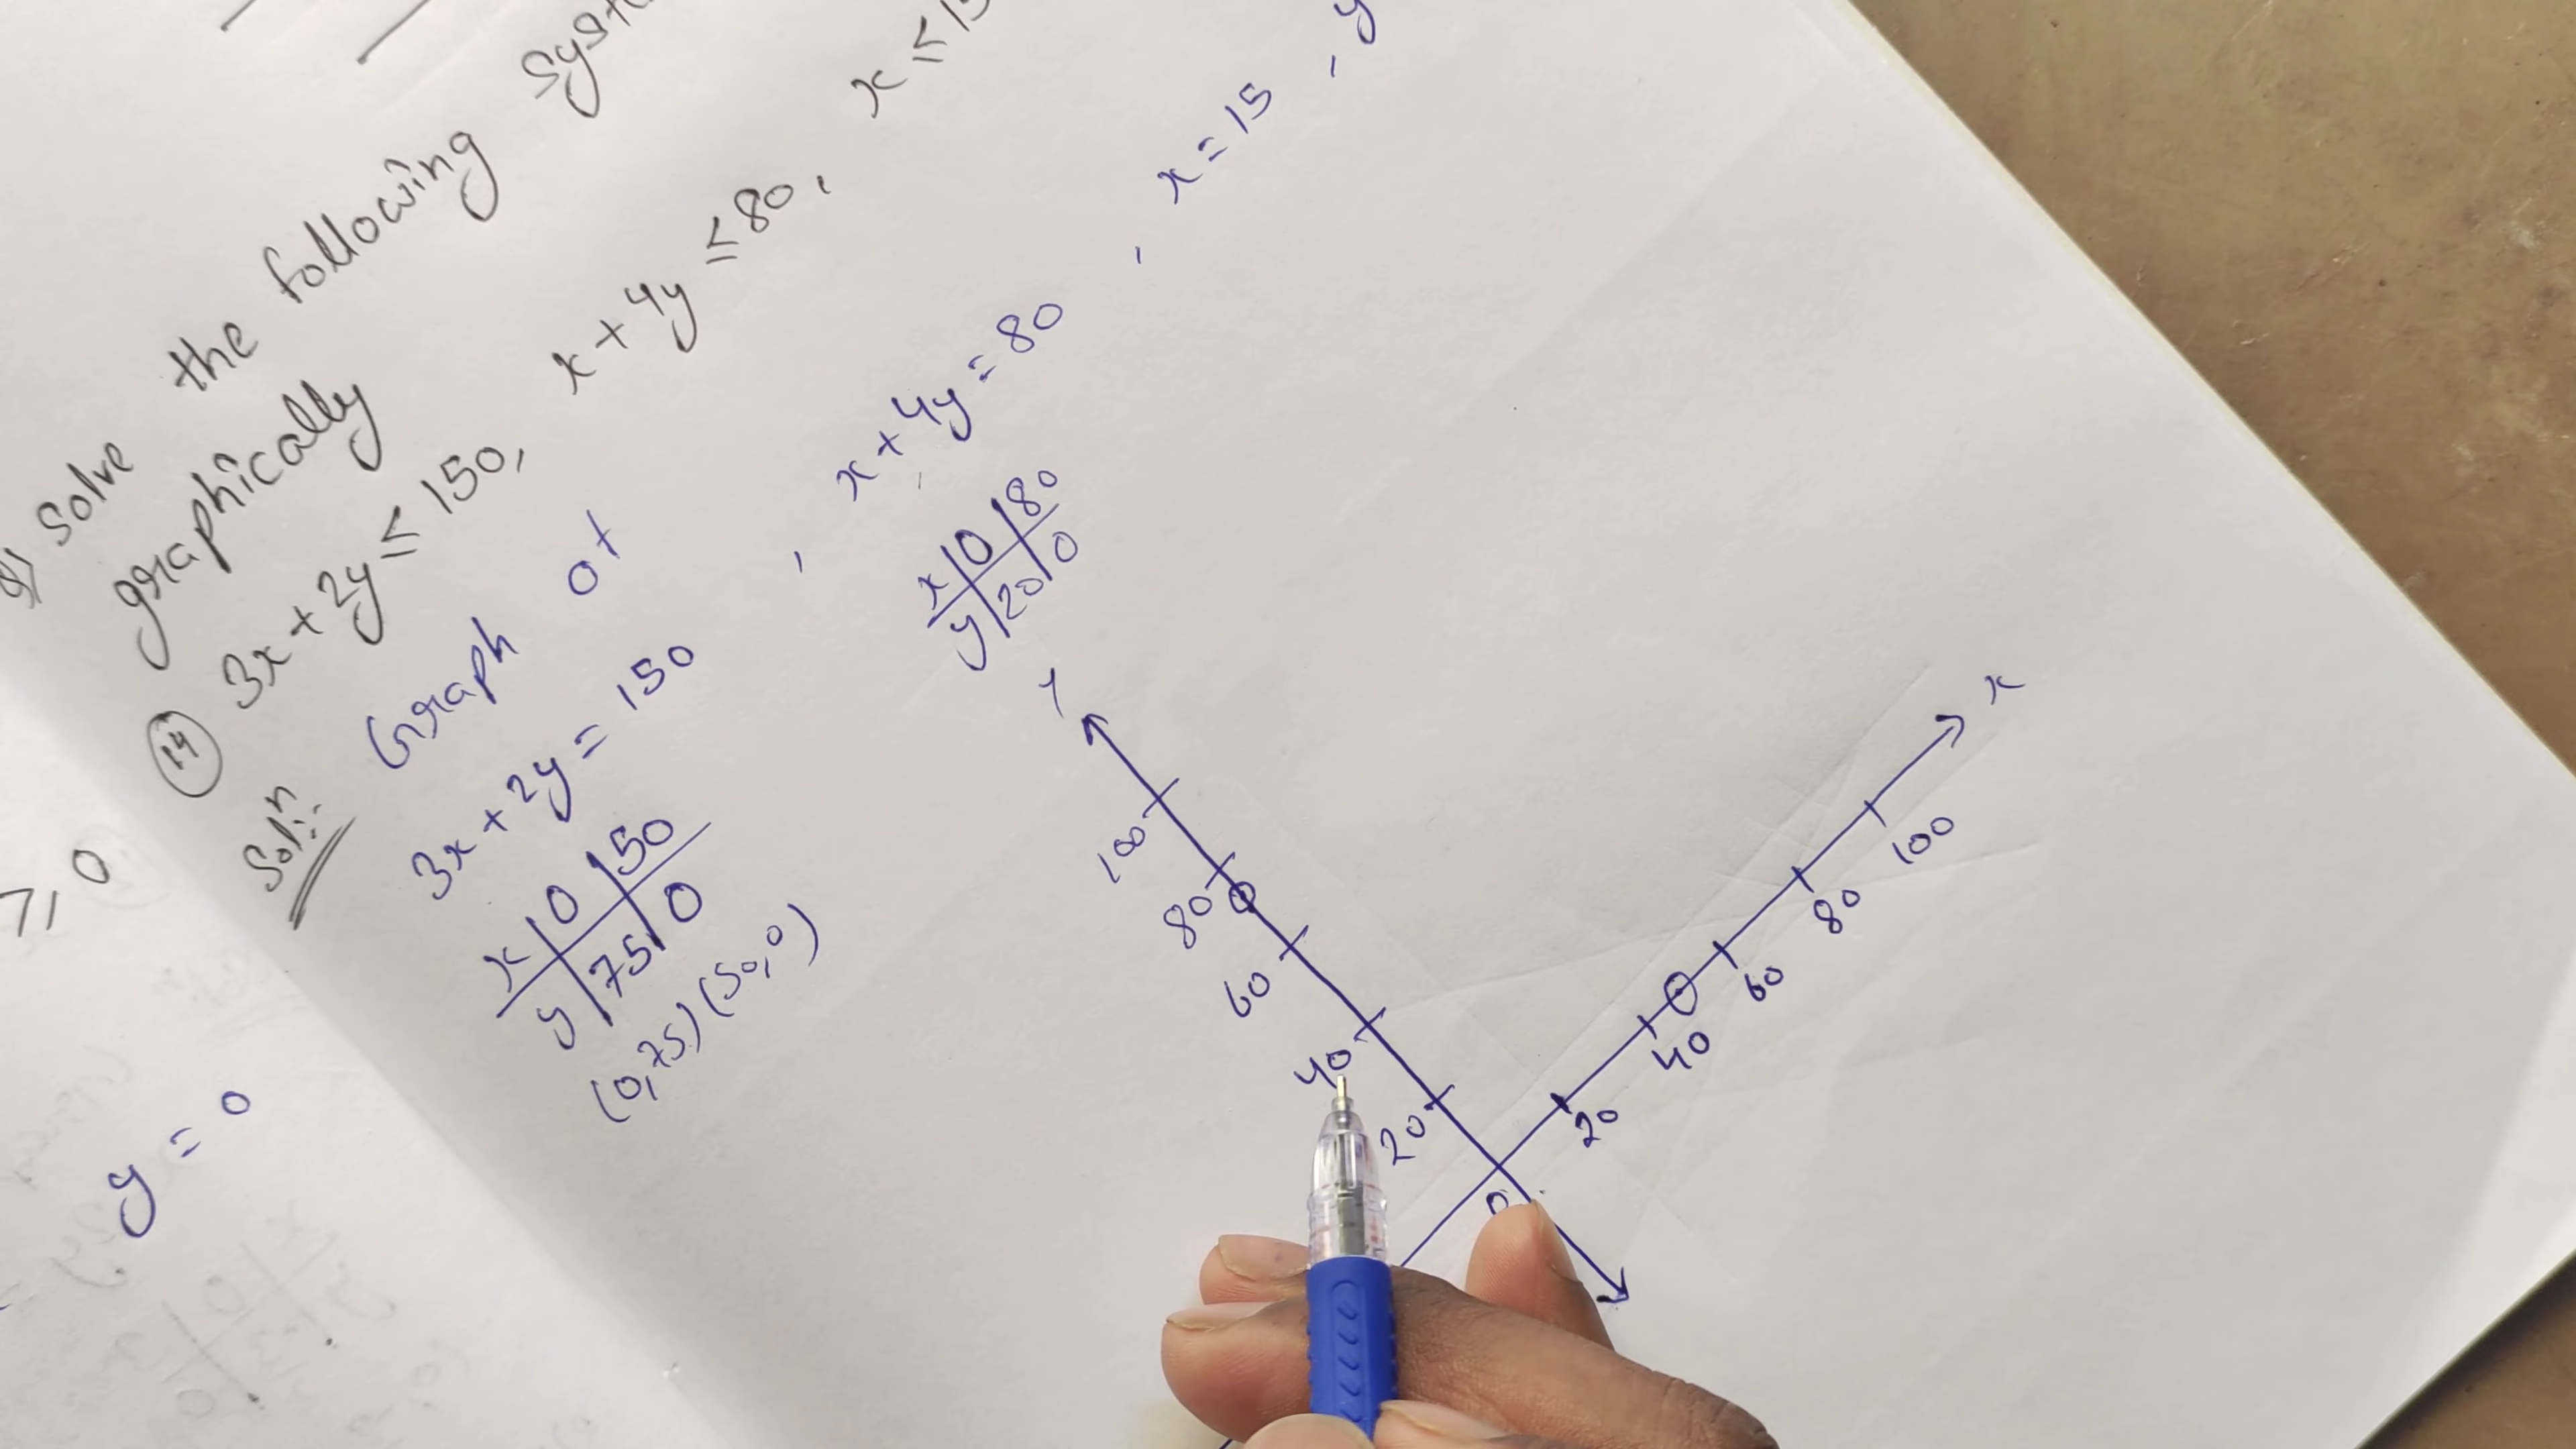 Solve the following
graphically
14 3x + 2y ≤ 150, x + 4y ≤ 80, x ≤ 15
Solⁿ:
Graph of
3x + 2y = 150 , x + 4y = 80 , x = 15 , y
x 0 50
y 75 0
(0,75) (50,0)
x 0 80
y 20 0
x
100
80
60
40
20
0
20
40
60
80
100
≥, 0
y = 0